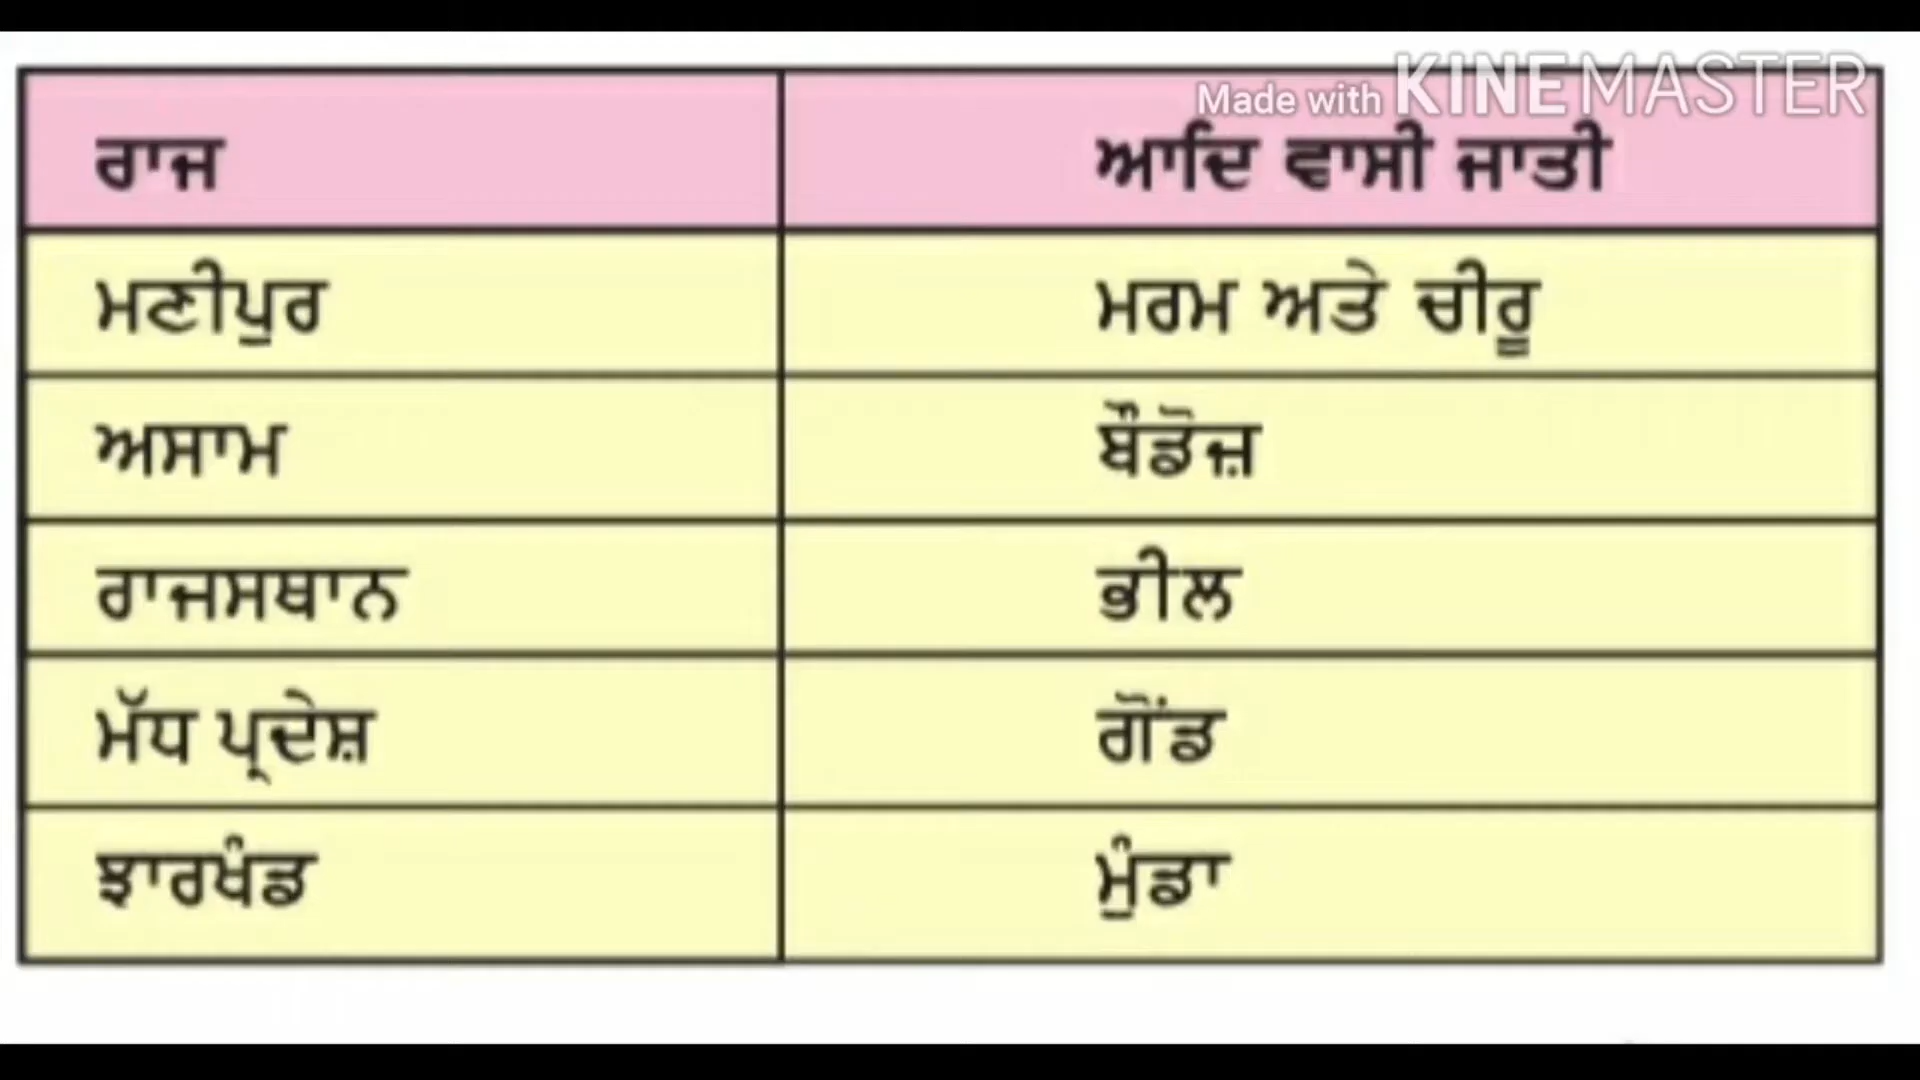 Made with KINEMASTER
ਰਾਜ ਆਦਿ ਵਾਸੀ ਜਾਤੀ
ਮਣੀਪੁਰ ਮਰਮ ਅਤੇ ਚੀਰੂ
ਅਸਾਮ ਬੌਡੋਜ਼
ਰਾਜਸਥਾਨ ਭੀਲ
ਮੱਧ ਪ੍ਰਦੇਸ਼ ਗੋਂਡ
ਝਾਰਖੰਡ ਮੁੰਡਾ